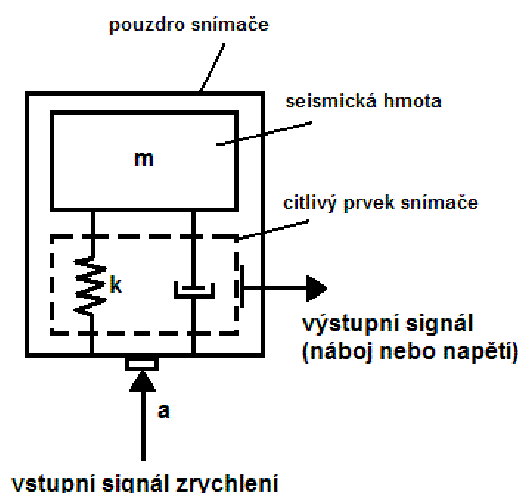 pouzdro snímače
seismická hmota
m
citlivý prvek snímače
k
výstupní signál
(náboj nebo napětí)
a
vstupní signál zrychlení